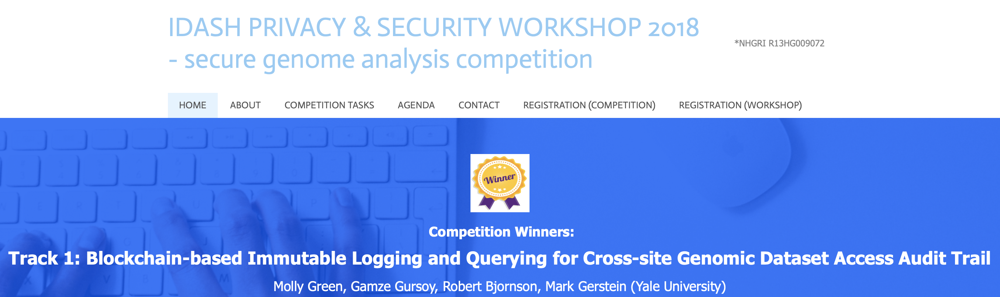 IDASH PRIVACY & SECURITY WORKSHOP 2018
- secure genome analysis competition
*NHGRI R13HG009072
HOME ABOUT COMPETITION TASKS AGENDA CONTACT REGISTRATION (COMPETITION) REGISTRATION (WORKSHOP)
Winner
Competition Winners:
Track 1: Blockchain-based Immutable Logging and Querying for Cross-site Genomic Dataset Access Audit Trail
Molly Green, Gamze Gursoy, Robert Bjornson, Mark Gerstein (Yale University)